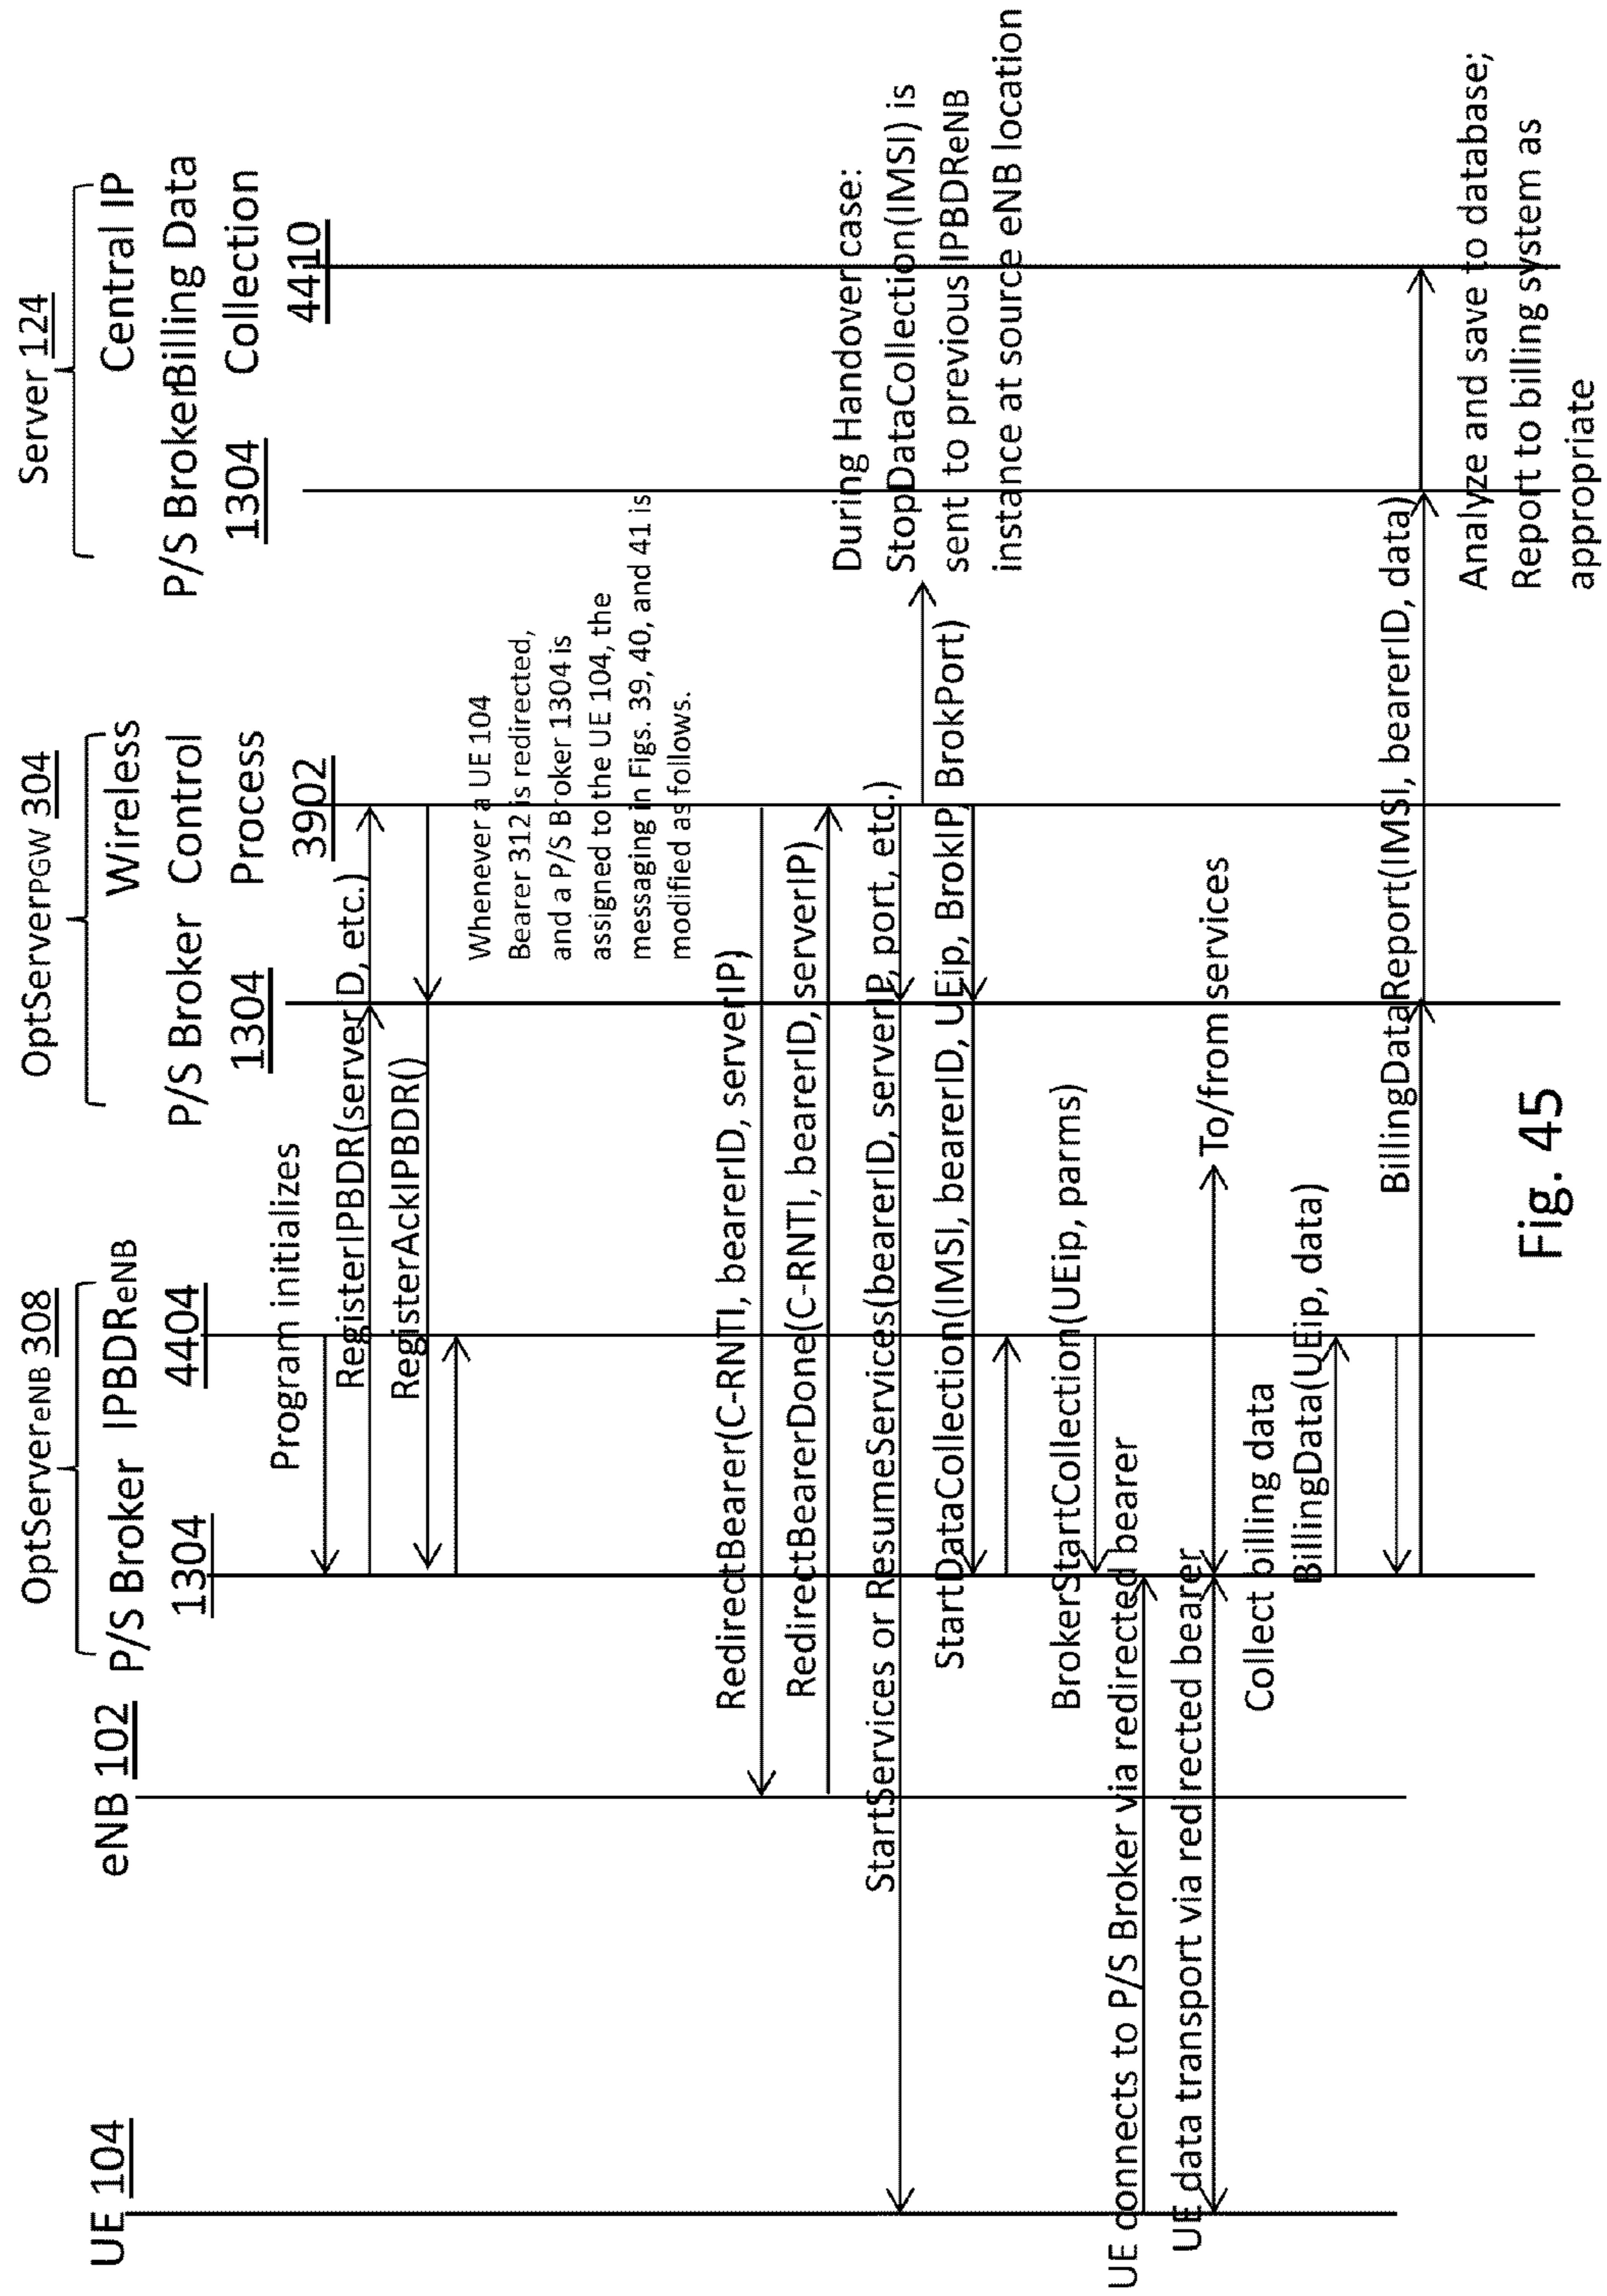 UE 104
eNB 102
OptServereNB 308
P/S Broker
1304
IPBDReNB
4404
OptServerPGW 304
P/S Broker
1304
Wireless
Control
Process
3902
Server 124
P/S Broker
1304
Central IP
Billing Data
Collection
4410
Program initializes
RegisterIPBDR(serverID, etc.)
RegisterAckIPBDR()
Whenever a UE 104
Bearer 312 is redirected,
and a P/S Broker 1304 is
assigned to the UE 104, the
messaging in Figs. 39, 40, and 41 is
modified as follows.
RedirectBearer(C-RNTI, bearerID, serverIP)
RedirectBearerDone(C-RNTI, bearerID, serverIP)
StartServices or ResumeServices(bearerID, serverIP, port, etc.)
During Handover case:
StopDataCollection(IMSI) is
sent to previous IPBDReNB
instance at source eNB location
StartDataCollection(IMSI, bearerID, UEip, BrokIP, BrokPort)
BrokerStartCollection(UEip, parms)
UE connects to P/S Broker via redirected bearer
UE data transport via redirected bearer
To/from services
Collect billing data
BillingData(UEip, data)
BillingDataReport(IMSI, bearerID, data)
Analyze and save to database;
Report to billing system as
appropriate
Fig. 45